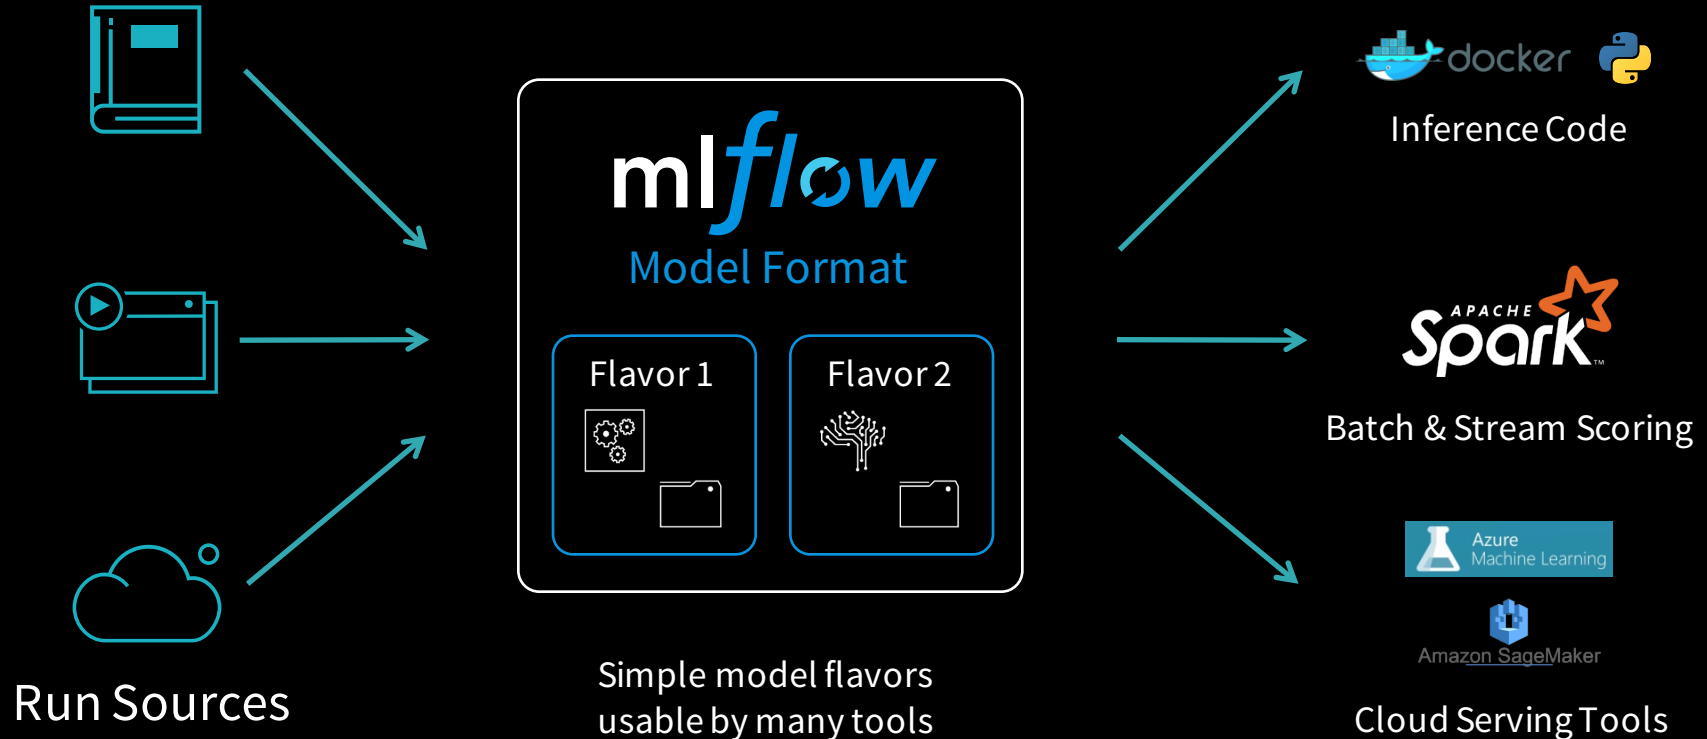 Run Sources
mlflow
Model Format
Flavor 1
Flavor 2
Simple model flavors
usable by many tools
docker
Inference Code
APACHE
Spark™
Batch & Stream Scoring
Azure
Machine Learning
Amazon SageMaker
Cloud Serving Tools